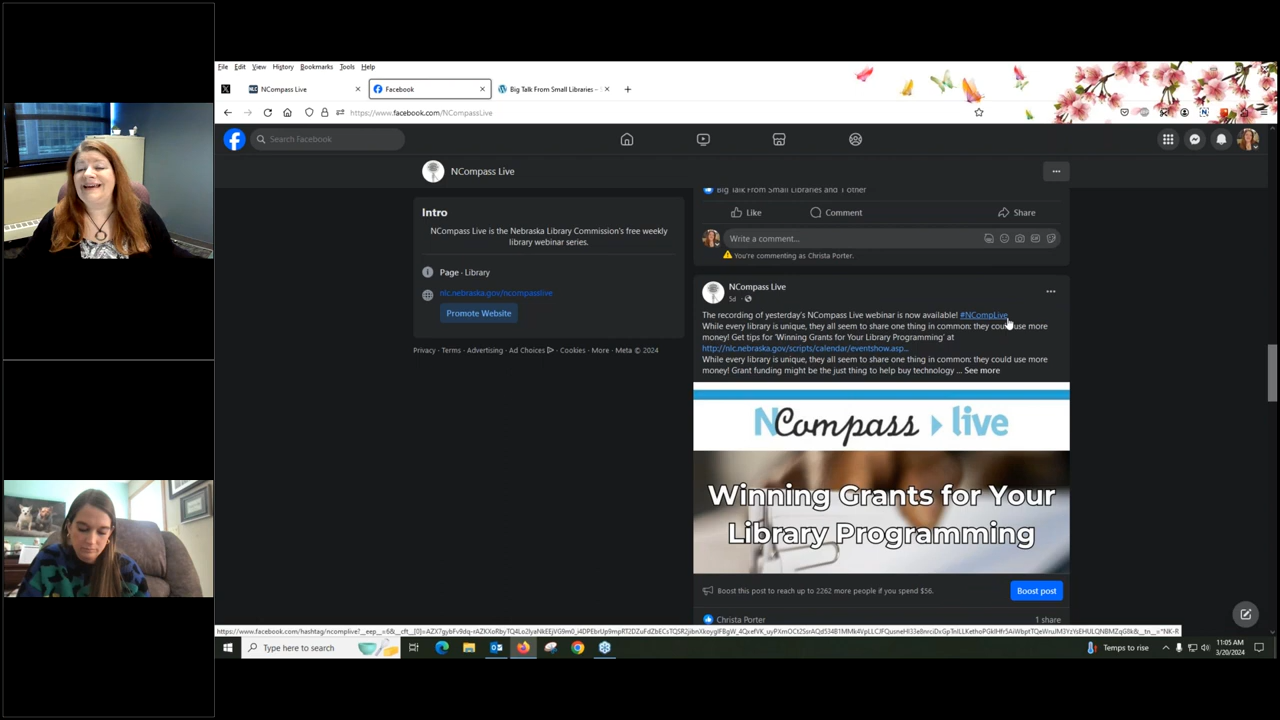 File Edit View History Bookmarks Tools Help
NCompass Live × Facebook × Big Talk From Small Libraries – × +
https://www.facebook.com/NCompassLive
Search Facebook
NCompass Live
Big Talk From Small Libraries and 1 other
Like Comment Share
Write a comment...
You're commenting as Christa Porter.
Intro
NCompass Live is the Nebraska Library Commission's free weekly
library webinar series.
Page · Library
nlc.nebraska.gov/ncompasslive
Promote Website
Privacy · Terms · Advertising · Ad Choices · Cookies · More · Meta © 2024
NCompass Live
5d
The recording of yesterday's NCompass Live webinar is now available! #NCompLive
While every library is unique, they all seem to share one thing in common: they could use more
money! Get tips for 'Winning Grants for Your Library Programming' at
http://nlc.nebraska.gov/scripts/calendar/eventshow.asp...
While every library is unique, they all seem to share one thing in common: they could use more
money! Grant funding might be the just thing to help buy technology ... See more
NCompass live
Winning Grants for Your
Library Programming
Boost this post to reach up to 2262 more people if you spend $56.
Boost post
Christa Porter
1 share
Type here to search
Temps to rise
11:05 AM
3/20/2024